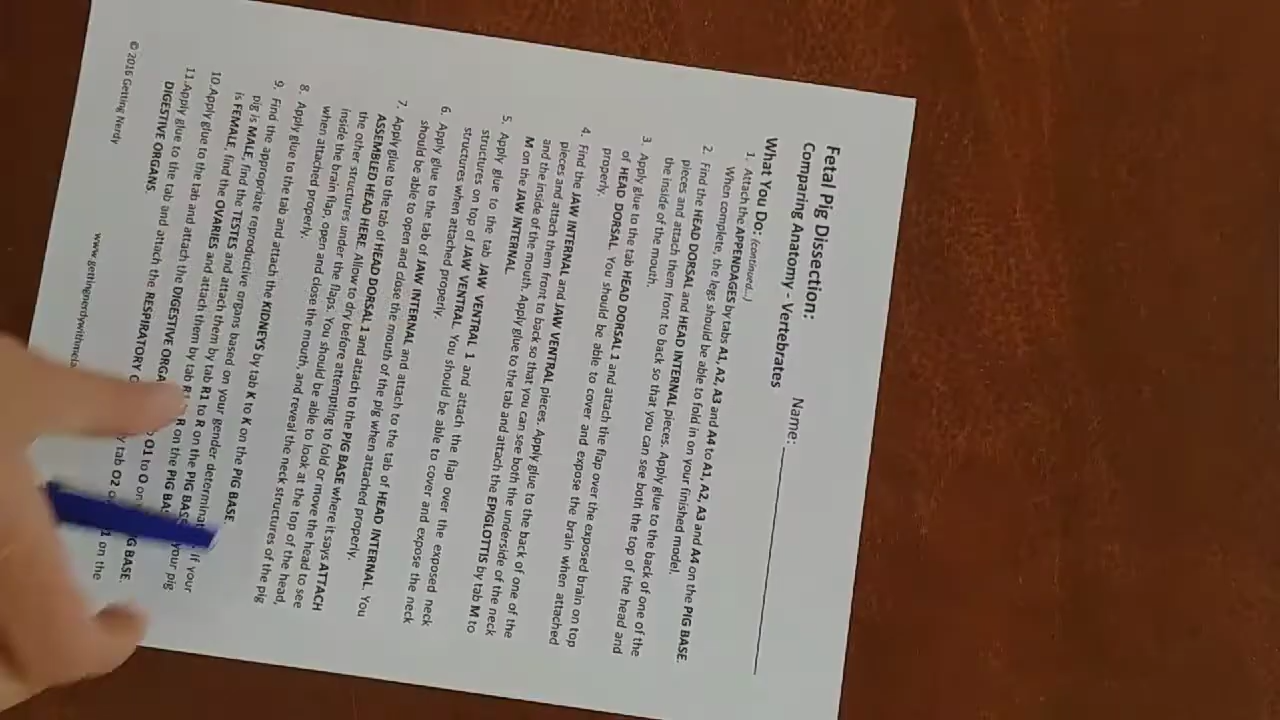 Fetal Pig Dissection:
Comparing Anatomy - Vertebrates
Name:
What You Do: (continued...)
1. Attach the APPENDAGES by tabs A1, A2, A3 and A4 to A1, A2, A3 and A4 on the PIG BASE.
When complete, the legs should be able to fold in on your finished model.
2. Find the HEAD DORSAL and HEAD INTERNAL pieces. Apply glue to the back of one of the
pieces and attach them front to back so that you can see both the top of the head and
the inside of the mouth.
3. Apply glue to the tab HEAD DORSAL 1 and attach the flap over the exposed brain on top
of HEAD DORSAL. You should be able to cover and expose the brain when attached
properly.
4. Find the JAW INTERNAL and JAW VENTRAL pieces. Apply glue to the back of one of the
pieces and attach them front to back so that you can see both the underside of the neck
and the inside of the mouth. Apply glue to the tab and attach the EPIGLOTTIS by tab M to
M on the JAW INTERNAL.
5. Apply glue to the tab JAW VENTRAL 1 and attach the flap over the exposed neck
structures on top of JAW VENTRAL. You should be able to cover and expose the neck
structures when attached properly.
6. Apply glue to the tab of JAW INTERNAL and attach to the tab of HEAD INTERNAL. You
should be able to open and close the mouth of the pig when attached properly.
7. Apply glue to the tab of HEAD DORSAL 1 and attach to the PIG BASE where it says ATTACH
ASSEMBLED HEAD HERE. Allow to dry before attempting to fold or move the head to see
the other structures under the flaps. You should be able to look at the top of the head,
inside the brain flap, open and close the mouth, and reveal the neck structures of the pig
when attached properly.
8. Apply glue to the tab and attach the KIDNEYS by tab K to K on the PIG BASE.
9. Find the appropriate reproductive organs based on your gender determinat If your
pig is MALE, find the TESTES and attach them by tab R1 to R on the PIG BASE your pig
is FEMALE, find the OVARIES and attach them by tab R1 R on the PIG BA
10.Apply glue to the tab and attach the DIGESTIVE ORGA O1 to O on PIG BASE.
11.Apply glue to the tab and attach the RESPIRATORY by tab O2 on the
DIGESTIVE ORGANS.
© 2016 Getting Nerdy
www.gettingnerdywithmela